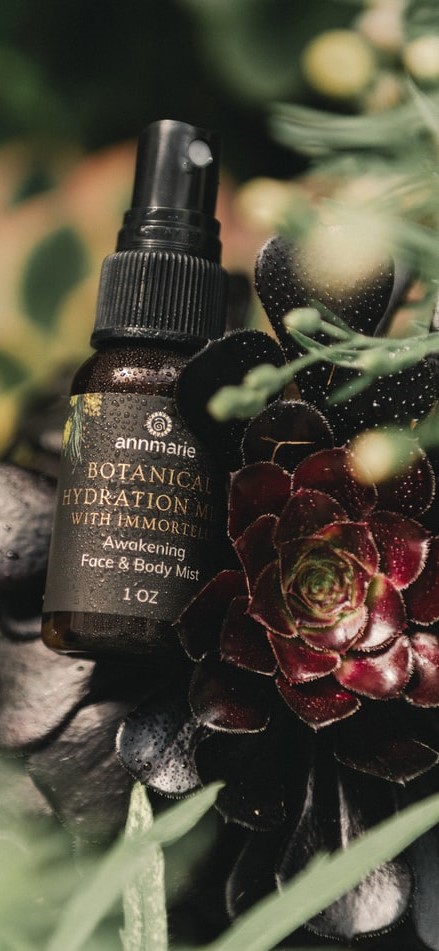 annmarie
BOTANICAL
HYDRATION
WITH
Awakening
Face & Body Mist
1 OZ